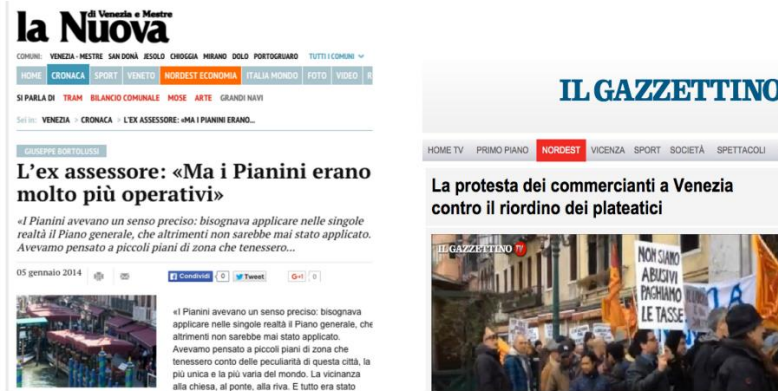 la Nuova
di Venezia e Mestre
COMUNI: VENEZIA - MESTRE SAN DONÀ JESOLO CHIOGGIA MIRANO DOLO PORTOGRUARO TUTTI I COMUNI
HOME CRONACA SPORT VENETO NORDEST ECONOMIA ITALIA MONDO FOTO VIDEO R
SI PARLA DI TRAM BILANCIO COMUNALE MOSE ARTE GRANDI NAVI
Sei in: VENEZIA > CRONACA > L'EX ASSESSORE: «MA I PIANINI ERANO...
GIUSEPPE BORTOLUSSI
L'ex assessore: «Ma i Pianini erano
molto più operativi»
«I Pianini avevano un senso preciso: bisognava applicare nelle singole
realtà il Piano generale, che altrimenti non sarebbe mai stato applicato.
Avevamo pensato a piccoli piani di zona che tenessero...
05 gennaio 2014
Condividi 0 Tweet G+1 0
«I Pianini avevano un senso preciso: bisognava
applicare nelle singole realtà il Piano generale, che
altrimenti non sarebbe mai stato applicato.
Avevamo pensato a piccoli piani di zona che
tenessero conto delle peculiarità di questa città, la
più unica e la più varia del mondo. La vicinanza
alla chiesa, al ponte, alla riva. E tutto era stato
IL GAZZETTINO
HOME TV PRIMO PIANO NORDEST VICENZA SPORT SOCIETÀ SPETTACOLI
La protesta dei commercianti a Venezia
contro il riordino dei plateatici
IL GAZZETTINO TV
NON SIAMO
ABUSIVI
PAGHIAMO
LE TASSE